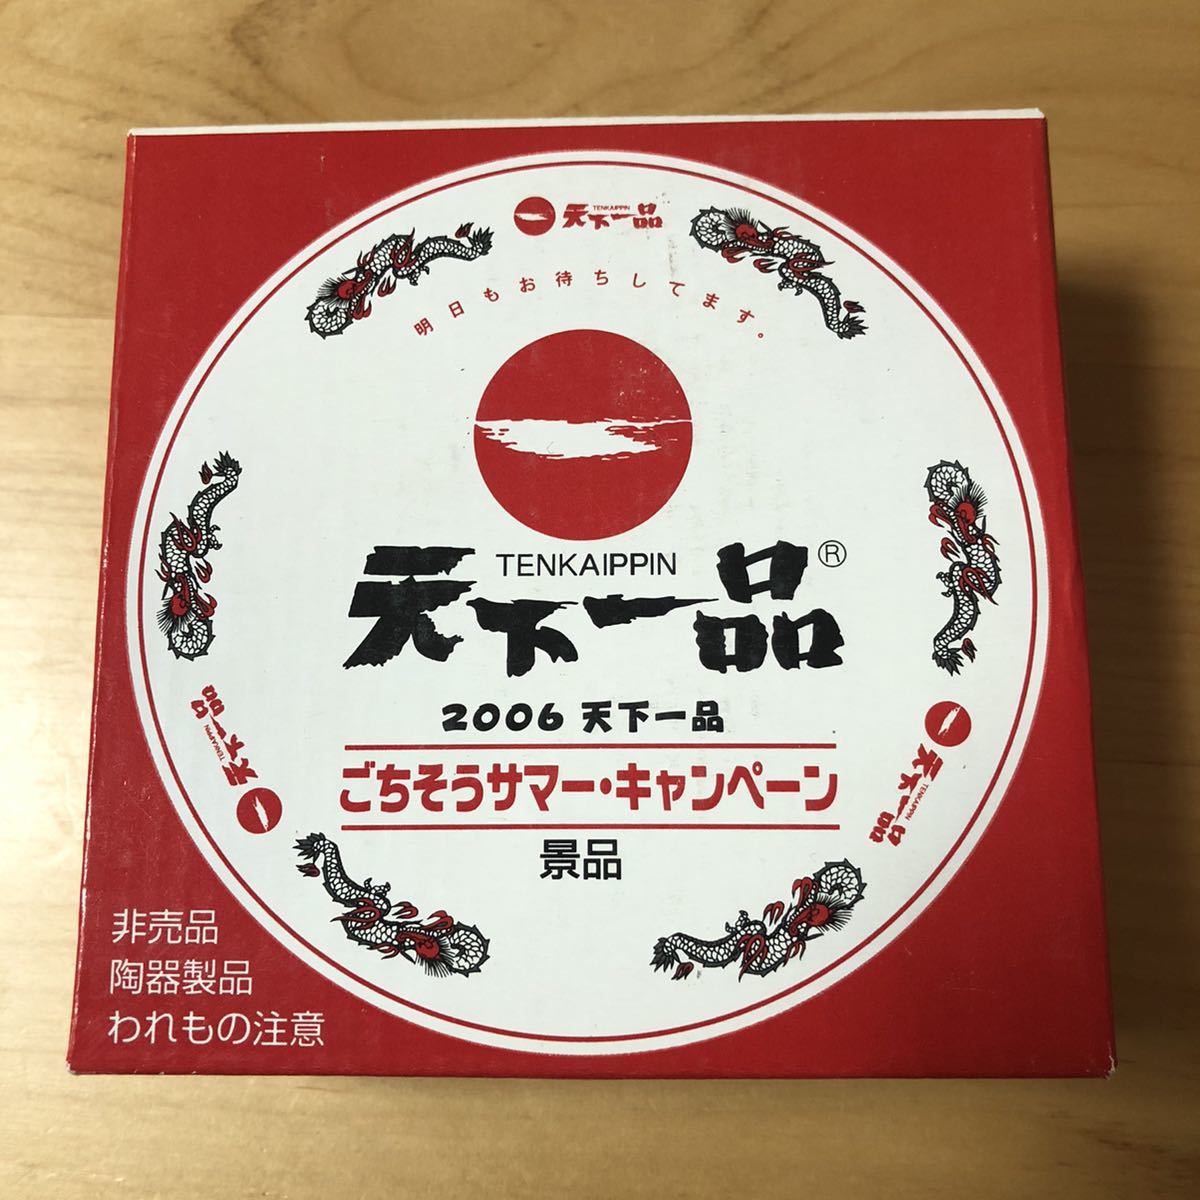 TENKAIPPIN
天下一品
明日もお待ちしてます。
TENKAIPPIN
天下一品®
2006 天下一品
ごちそうサマー・キャンペーン
景品
TENKAIPPIN
天下一品
TENKAIPPIN
天下一品
非売品
陶器製品
われもの注意